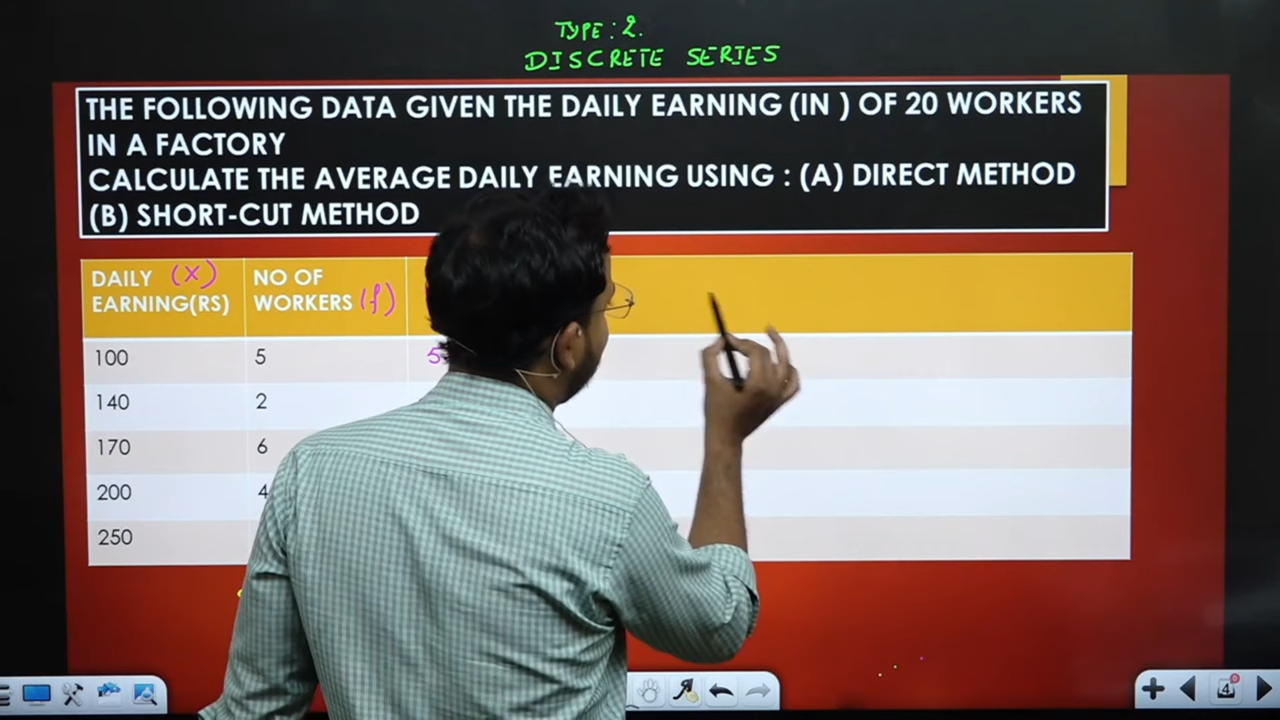 TYPE: 2.
DISCRETE SERIES
THE FOLLOWING DATA GIVEN THE DAILY EARNING (IN ) OF 20 WORKERS
IN A FACTORY
CALCULATE THE AVERAGE DAILY EARNING USING : (A) DIRECT METHOD
(B) SHORT-CUT METHOD
DAILY (X) NO OF
EARNING(RS) WORKERS (f)
100 5 5
140 2
170 6
200 4
250
4